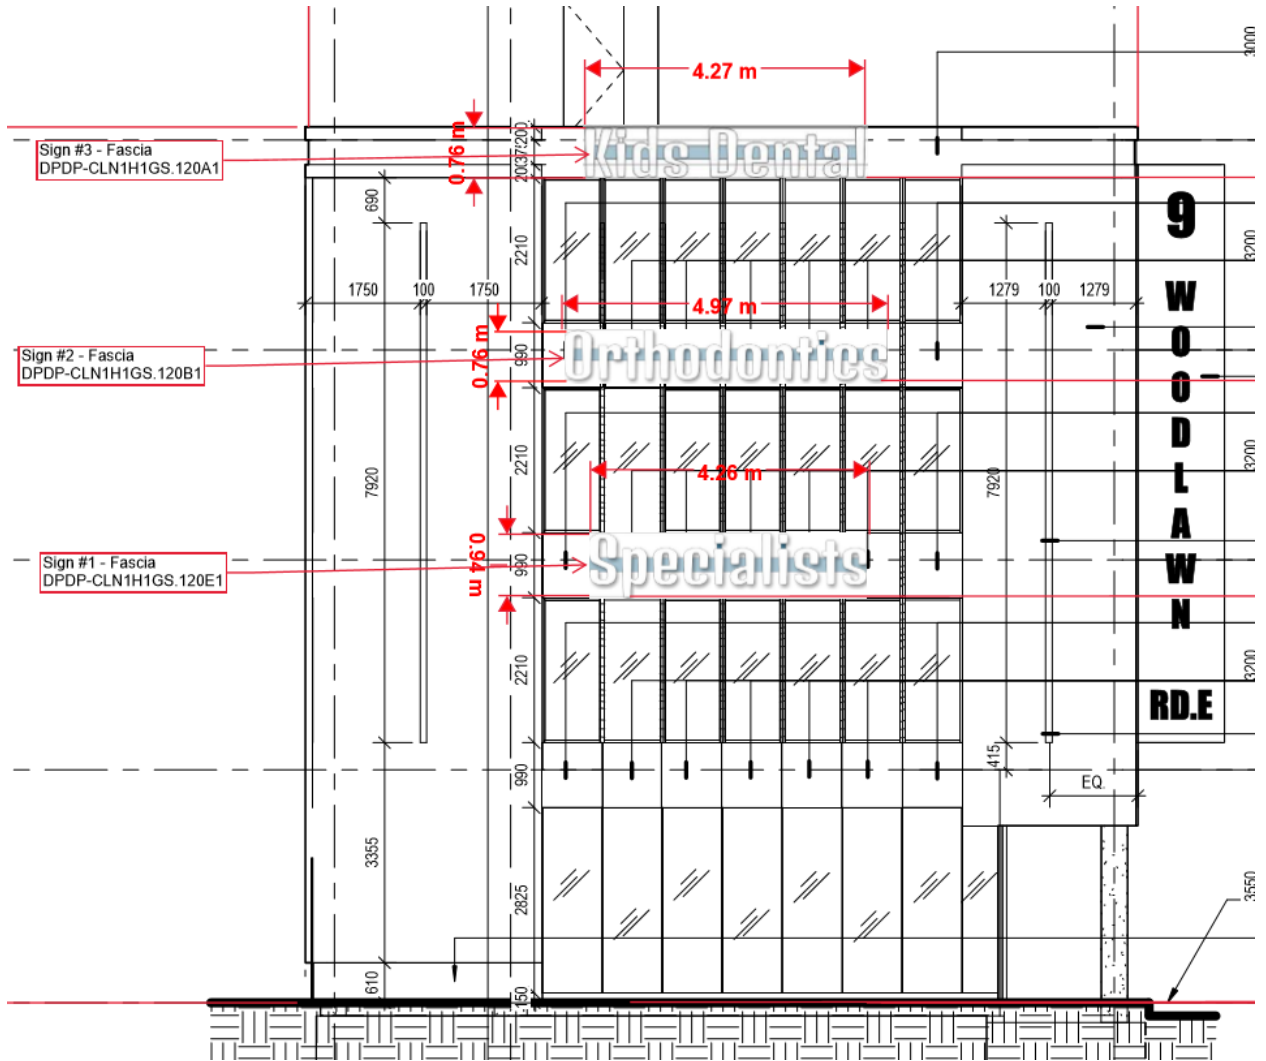 4.27 m
3000
0.76 m
200
375
200
Kids Dental
Sign #3 - Fascia
DPDP-CLN1H1GS.120A1
690
9
2210
3200
1750
100
1750
1279
100
1279
4.97 m
W
0.76 m
990
Orthodontics
O
Sign #2 - Fascia
DPDP-CLN1H1GS.120B1
O
D
2210
3200
4.26 m
7920
7920
L
A
0.94 m
990
Specialists
Sign #1 - Fascia
DPDP-CLN1H1GS.120E1
W
N
2210
3200
RD.E
990
415
EQ.
3355
2825
3550
610
150